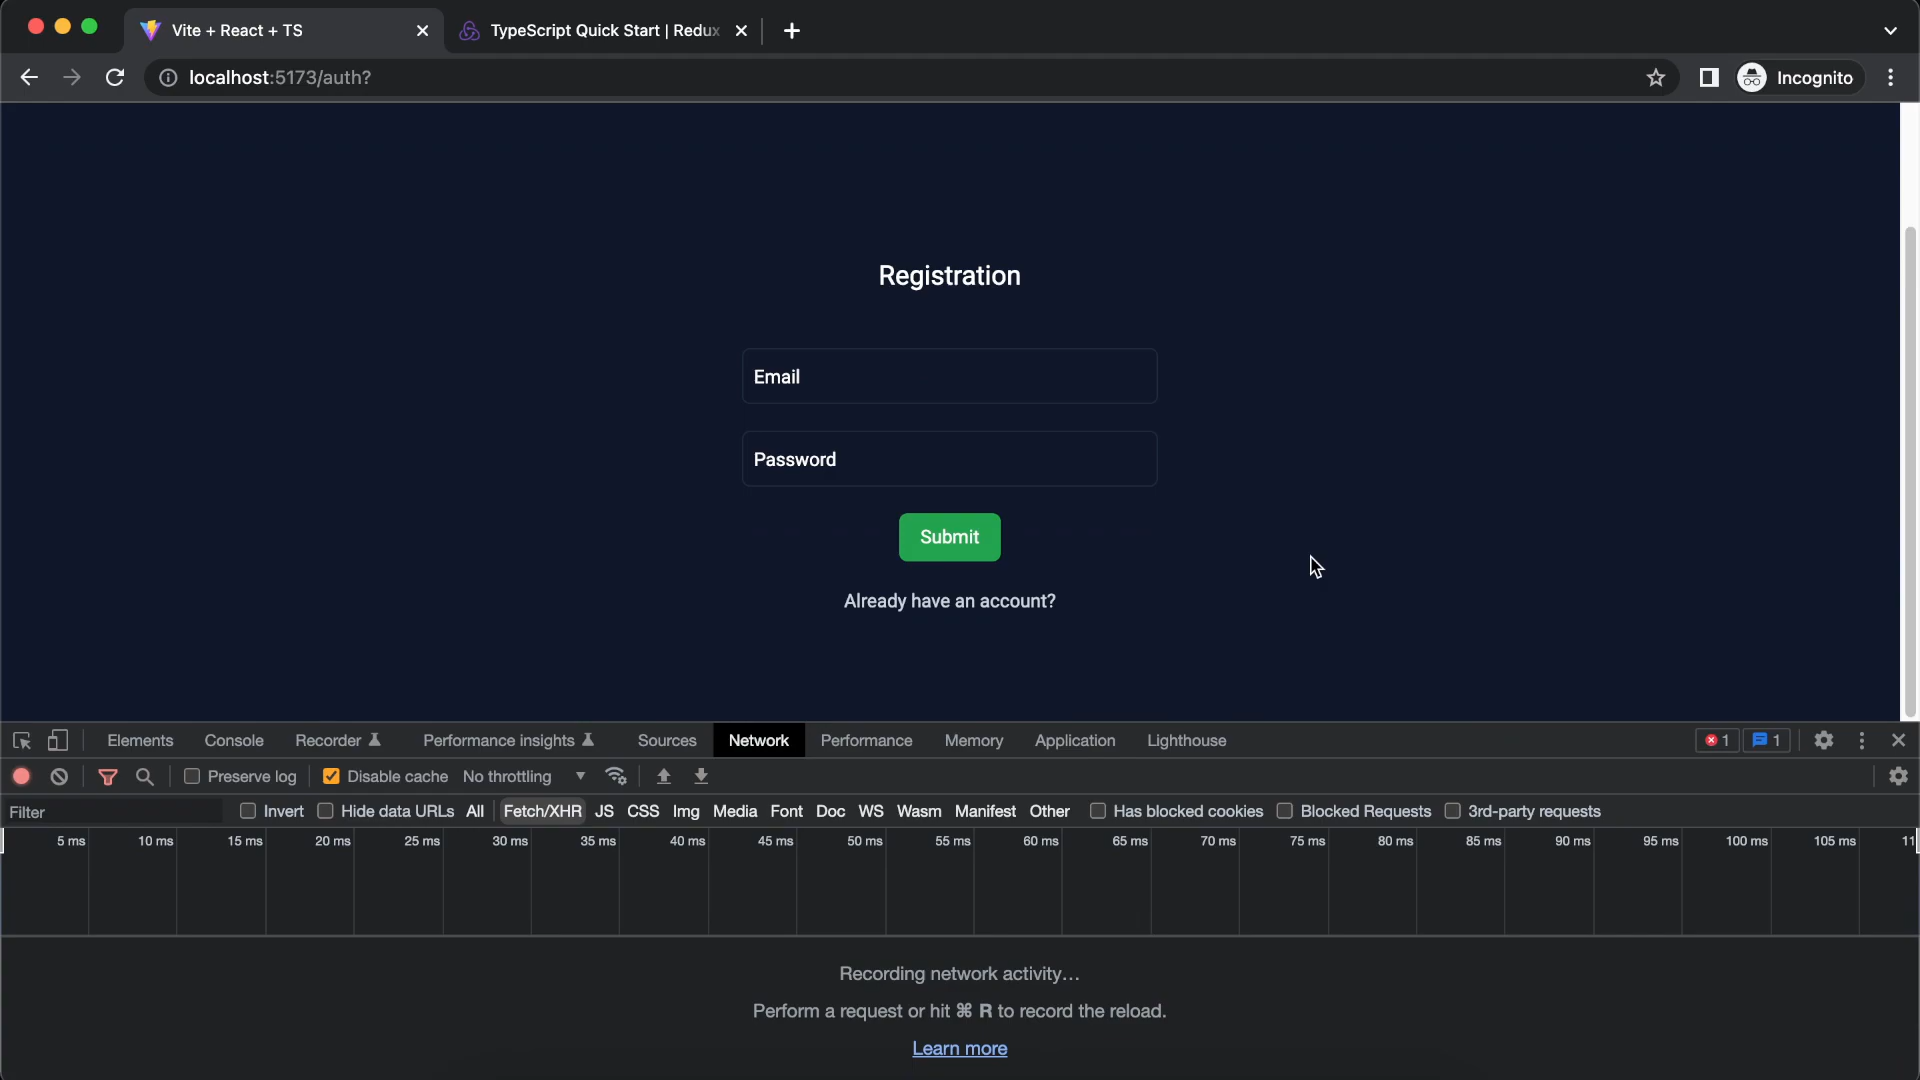 Vite + React + TS
TypeScript Quick Start | Redux
localhost:5173/auth?
Incognito
Registration
Email
Password
Submit
Already have an account?
Elements Console Recorder Performance insights Sources Network Performance Memory Application Lighthouse 1 1
Preserve log Disable cache No throttling
Filter Invert Hide data URLs All Fetch/XHR JS CSS Img Media Font Doc WS Wasm Manifest Other Has blocked cookies Blocked Requests 3rd-party requests
5 ms 10 ms 15 ms 20 ms 25 ms 30 ms 35 ms 40 ms 45 ms 50 ms 55 ms 60 ms 65 ms 70 ms 75 ms 80 ms 85 ms 90 ms 95 ms 100 ms 105 ms 11
Recording network activity…
Perform a request or hit ⌘ R to record the reload.
Learn more